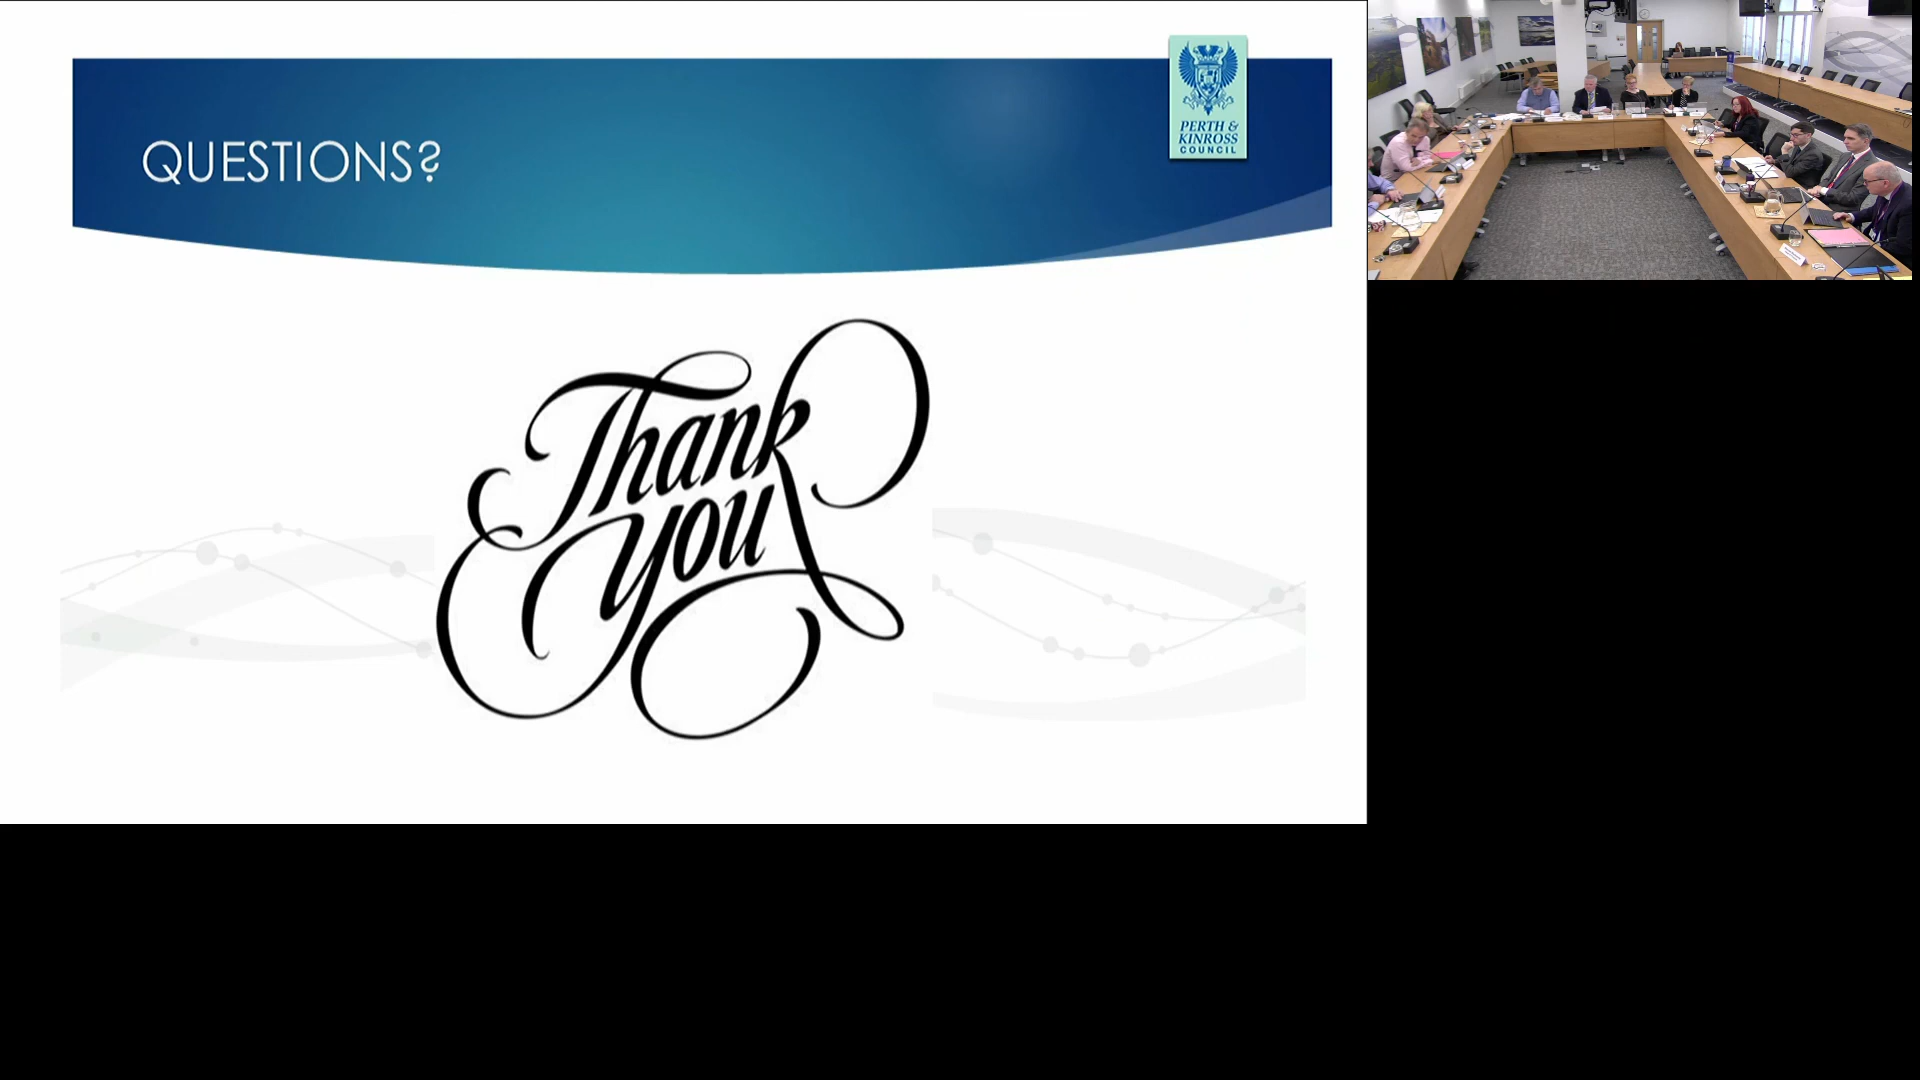 QUESTIONS?
PERTH &
KINROSS
COUNCIL
Thank
you